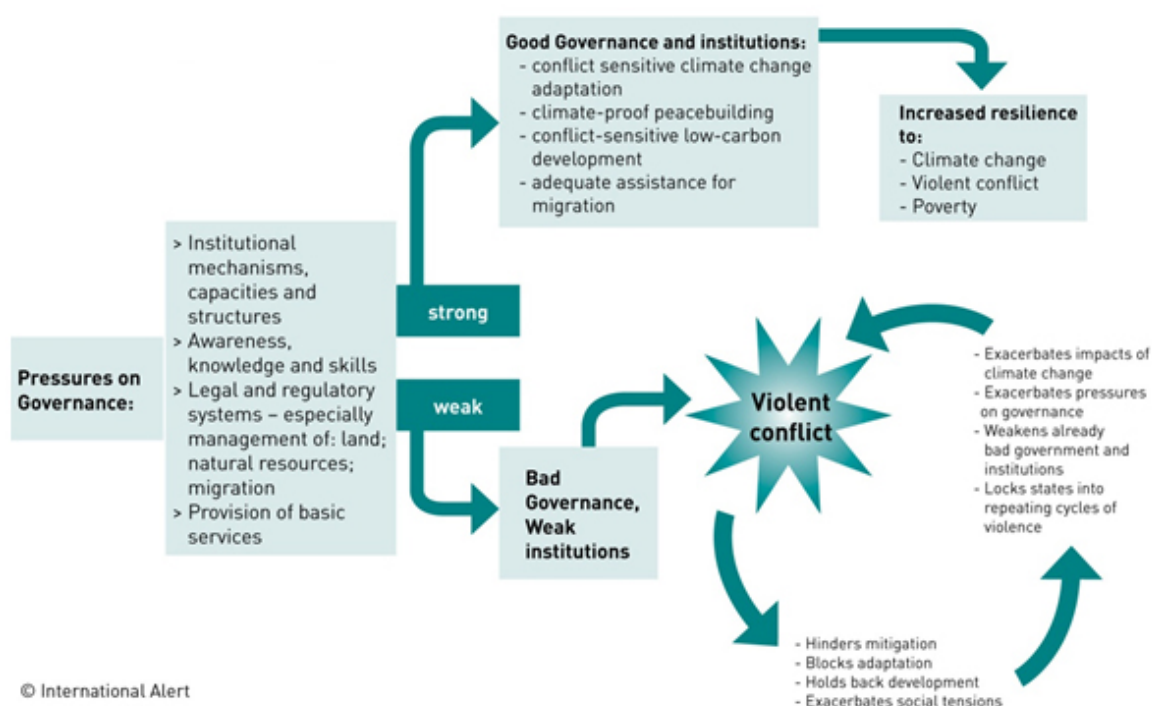 Pressures on
Governance:
> Institutional
mechanisms,
capacities and
structures
> Awareness,
knowledge and skills
> Legal and regulatory
systems – especially
management of: land;
natural resources;
migration
> Provision of basic
services
strong
weak
Good Governance and institutions:
- conflict sensitive climate change
adaptation
- climate-proof peacebuilding
- conflict-sensitive low-carbon
development
- adequate assistance for
migration
Increased resilience
to:
- Climate change
- Violent conflict
- Poverty
Bad
Governance,
Weak
institutions
Violent
conflict
- Hinders mitigation
- Blocks adaptation
- Holds back development
- Exacerbates social tensions
- Exacerbates impacts of
climate change
- Exacerbates pressures
on governance
- Weakens already
bad government and
institutions
- Locks states into
repeating cycles of
violence
© International Alert